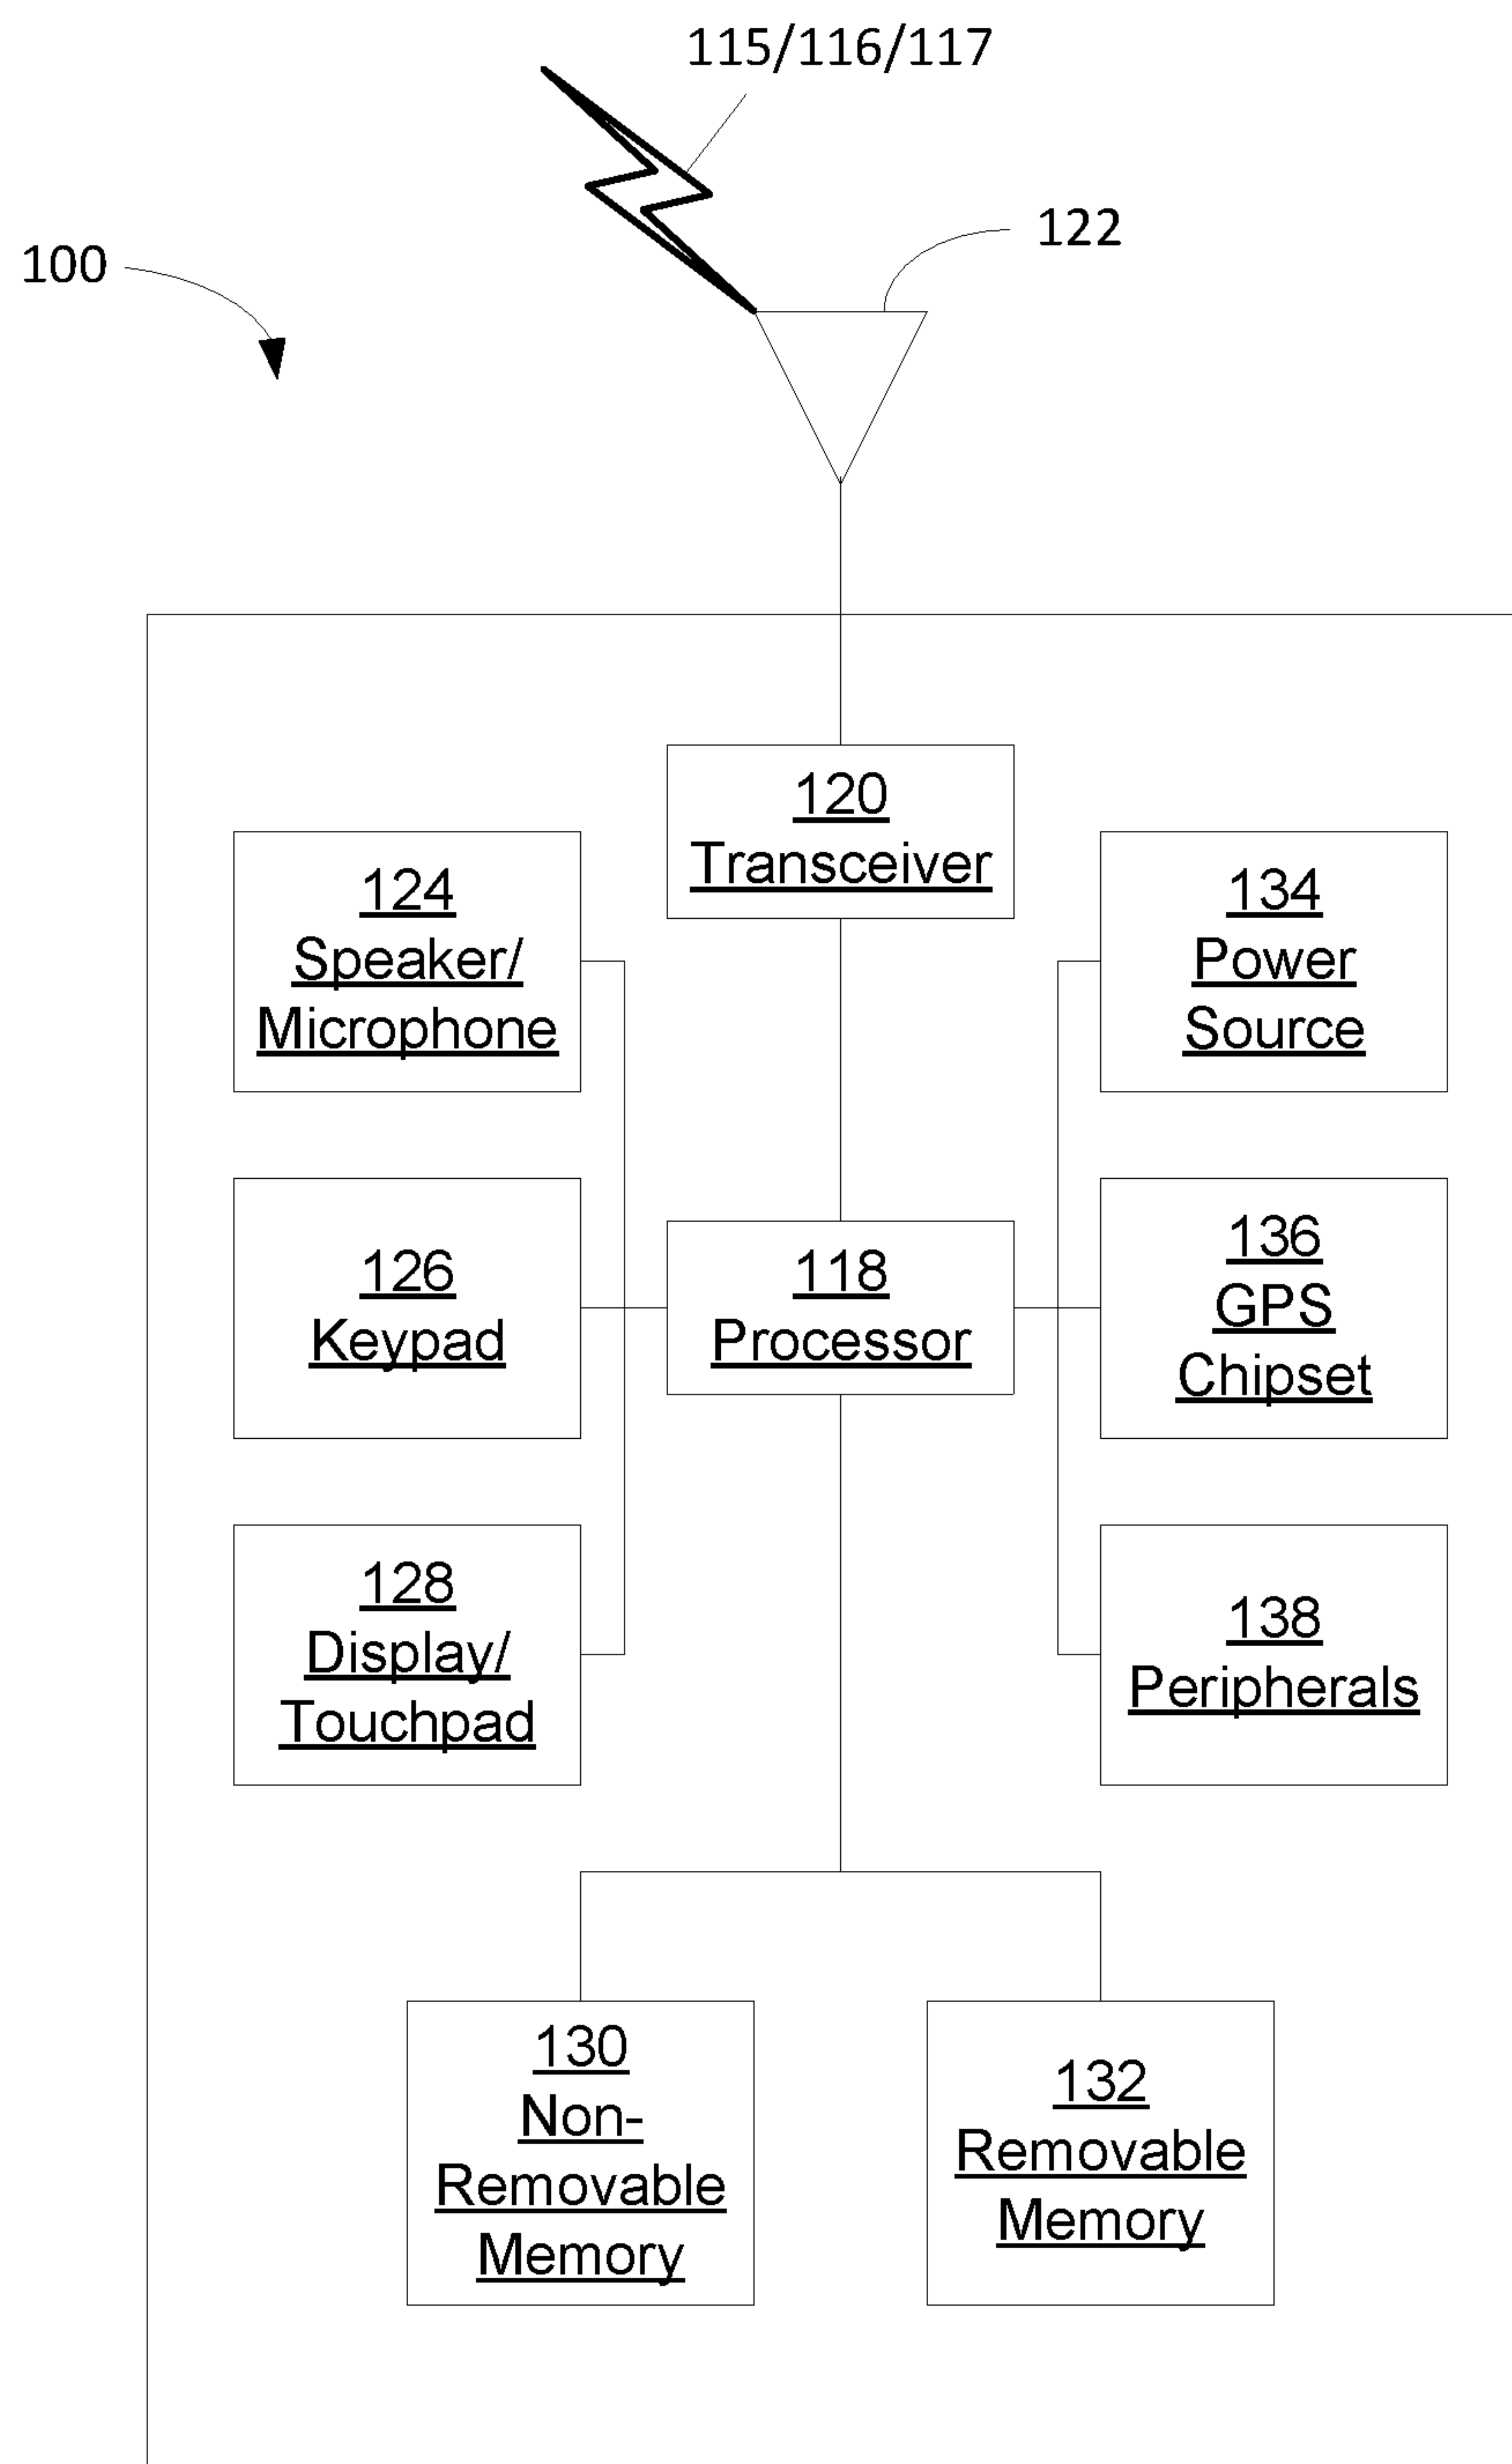 115/116/117
122
100
120
Transceiver
124
Speaker/
Microphone
134
Power
Source
126
Keypad
118
Processor
136
GPS
Chipset
128
Display/
Touchpad
138
Peripherals
130
Non-
Removable
Memory
132
Removable
Memory